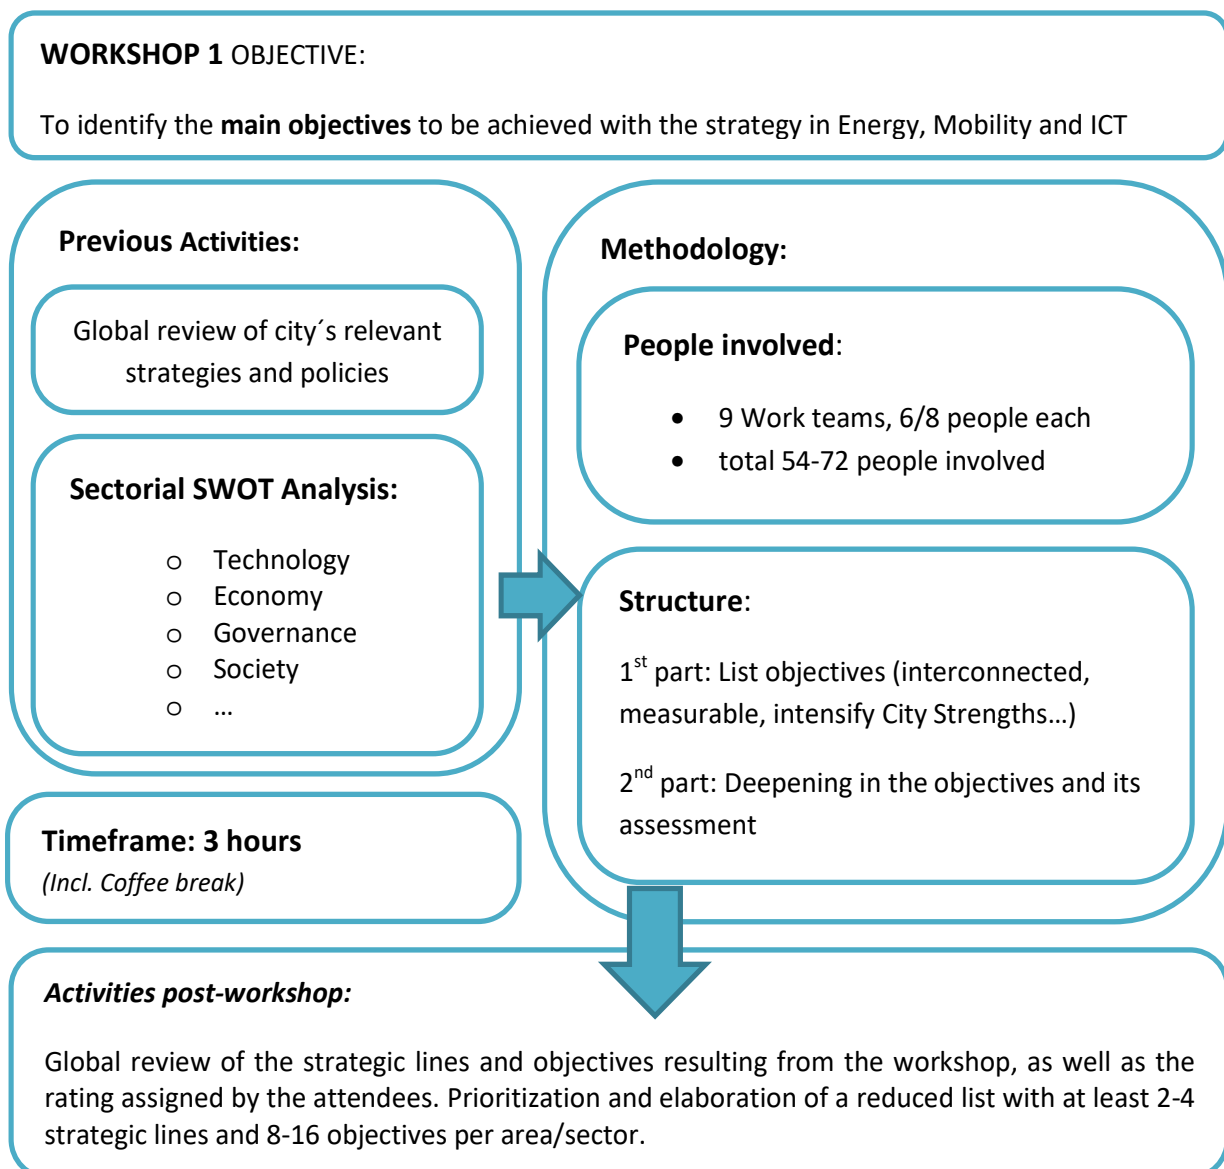 WORKSHOP 1 OBJECTIVE:
To identify the main objectives to be achieved with the strategy in Energy, Mobility and ICT
Previous Activities:
Global review of city´s relevant
strategies and policies
Sectorial SWOT Analysis:
o Technology
o Economy
o Governance
o Society
o ...
Timeframe: 3 hours
(Incl. Coffee break)
Methodology:
People involved:
• 9 Work teams, 6/8 people each
• total 54-72 people involved
Structure:
1st part: List objectives (interconnected,
measurable, intensify City Strengths...)
2nd part: Deepening in the objectives and its
assessment
Activities post-workshop:
Global review of the strategic lines and objectives resulting from the workshop, as well as the
rating assigned by the attendees. Prioritization and elaboration of a reduced list with at least 2-4
strategic lines and 8-16 objectives per area/sector.